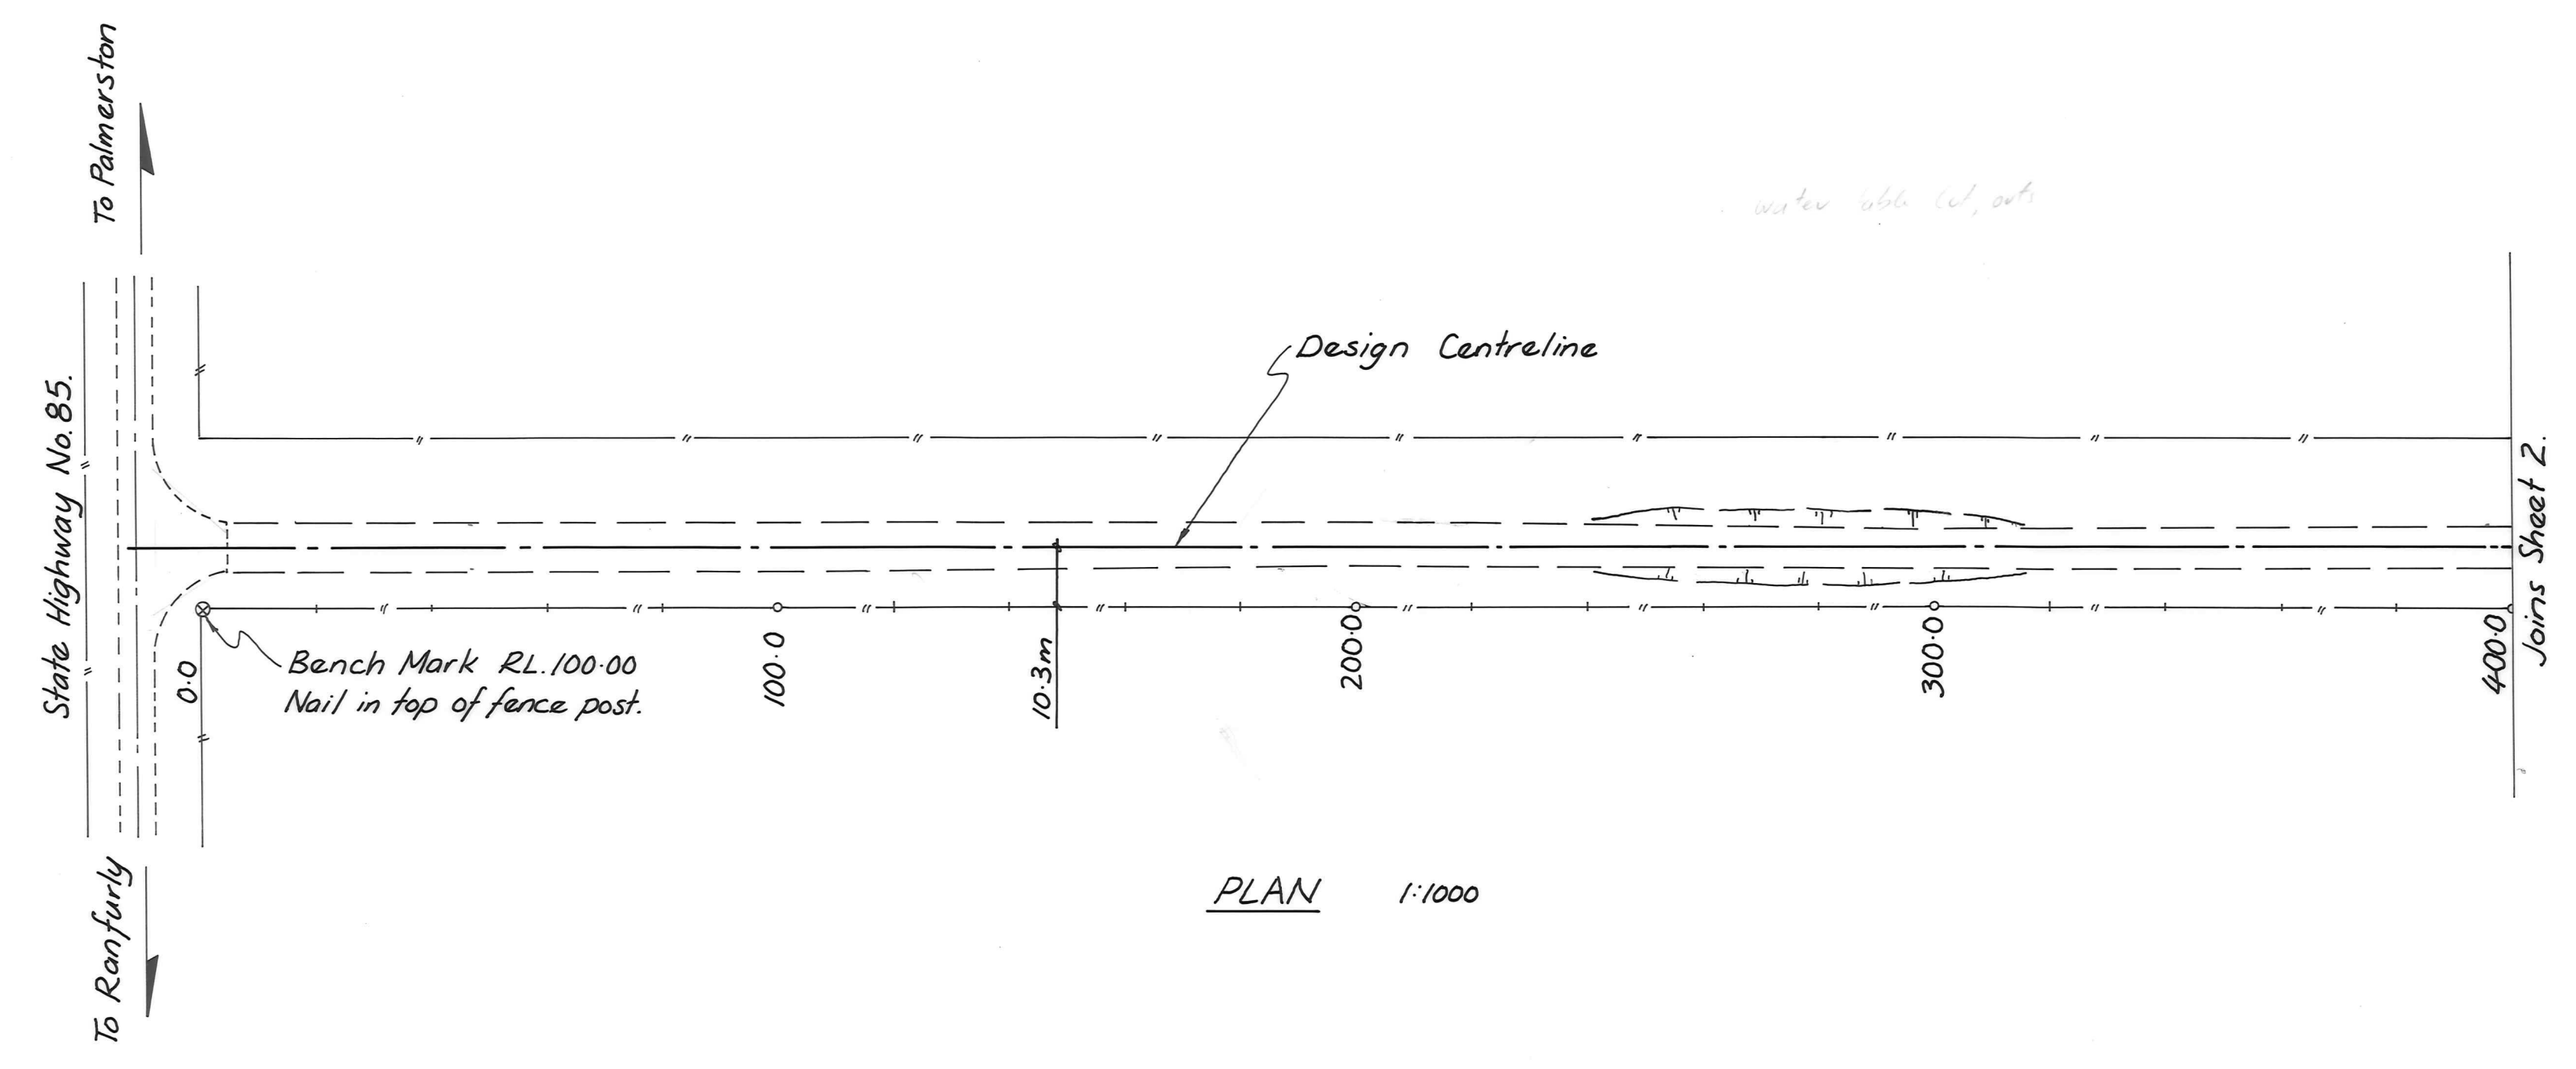 To Palmerston
water
Design Centreline
State Highway No. 85.
Joins Sheet 2.
0·0
100·0
10·3m
200·0
300·0
400·0
Bench Mark RL. 100·00
Nail in top of fence post.
To Ranfurly
PLAN 1:1000